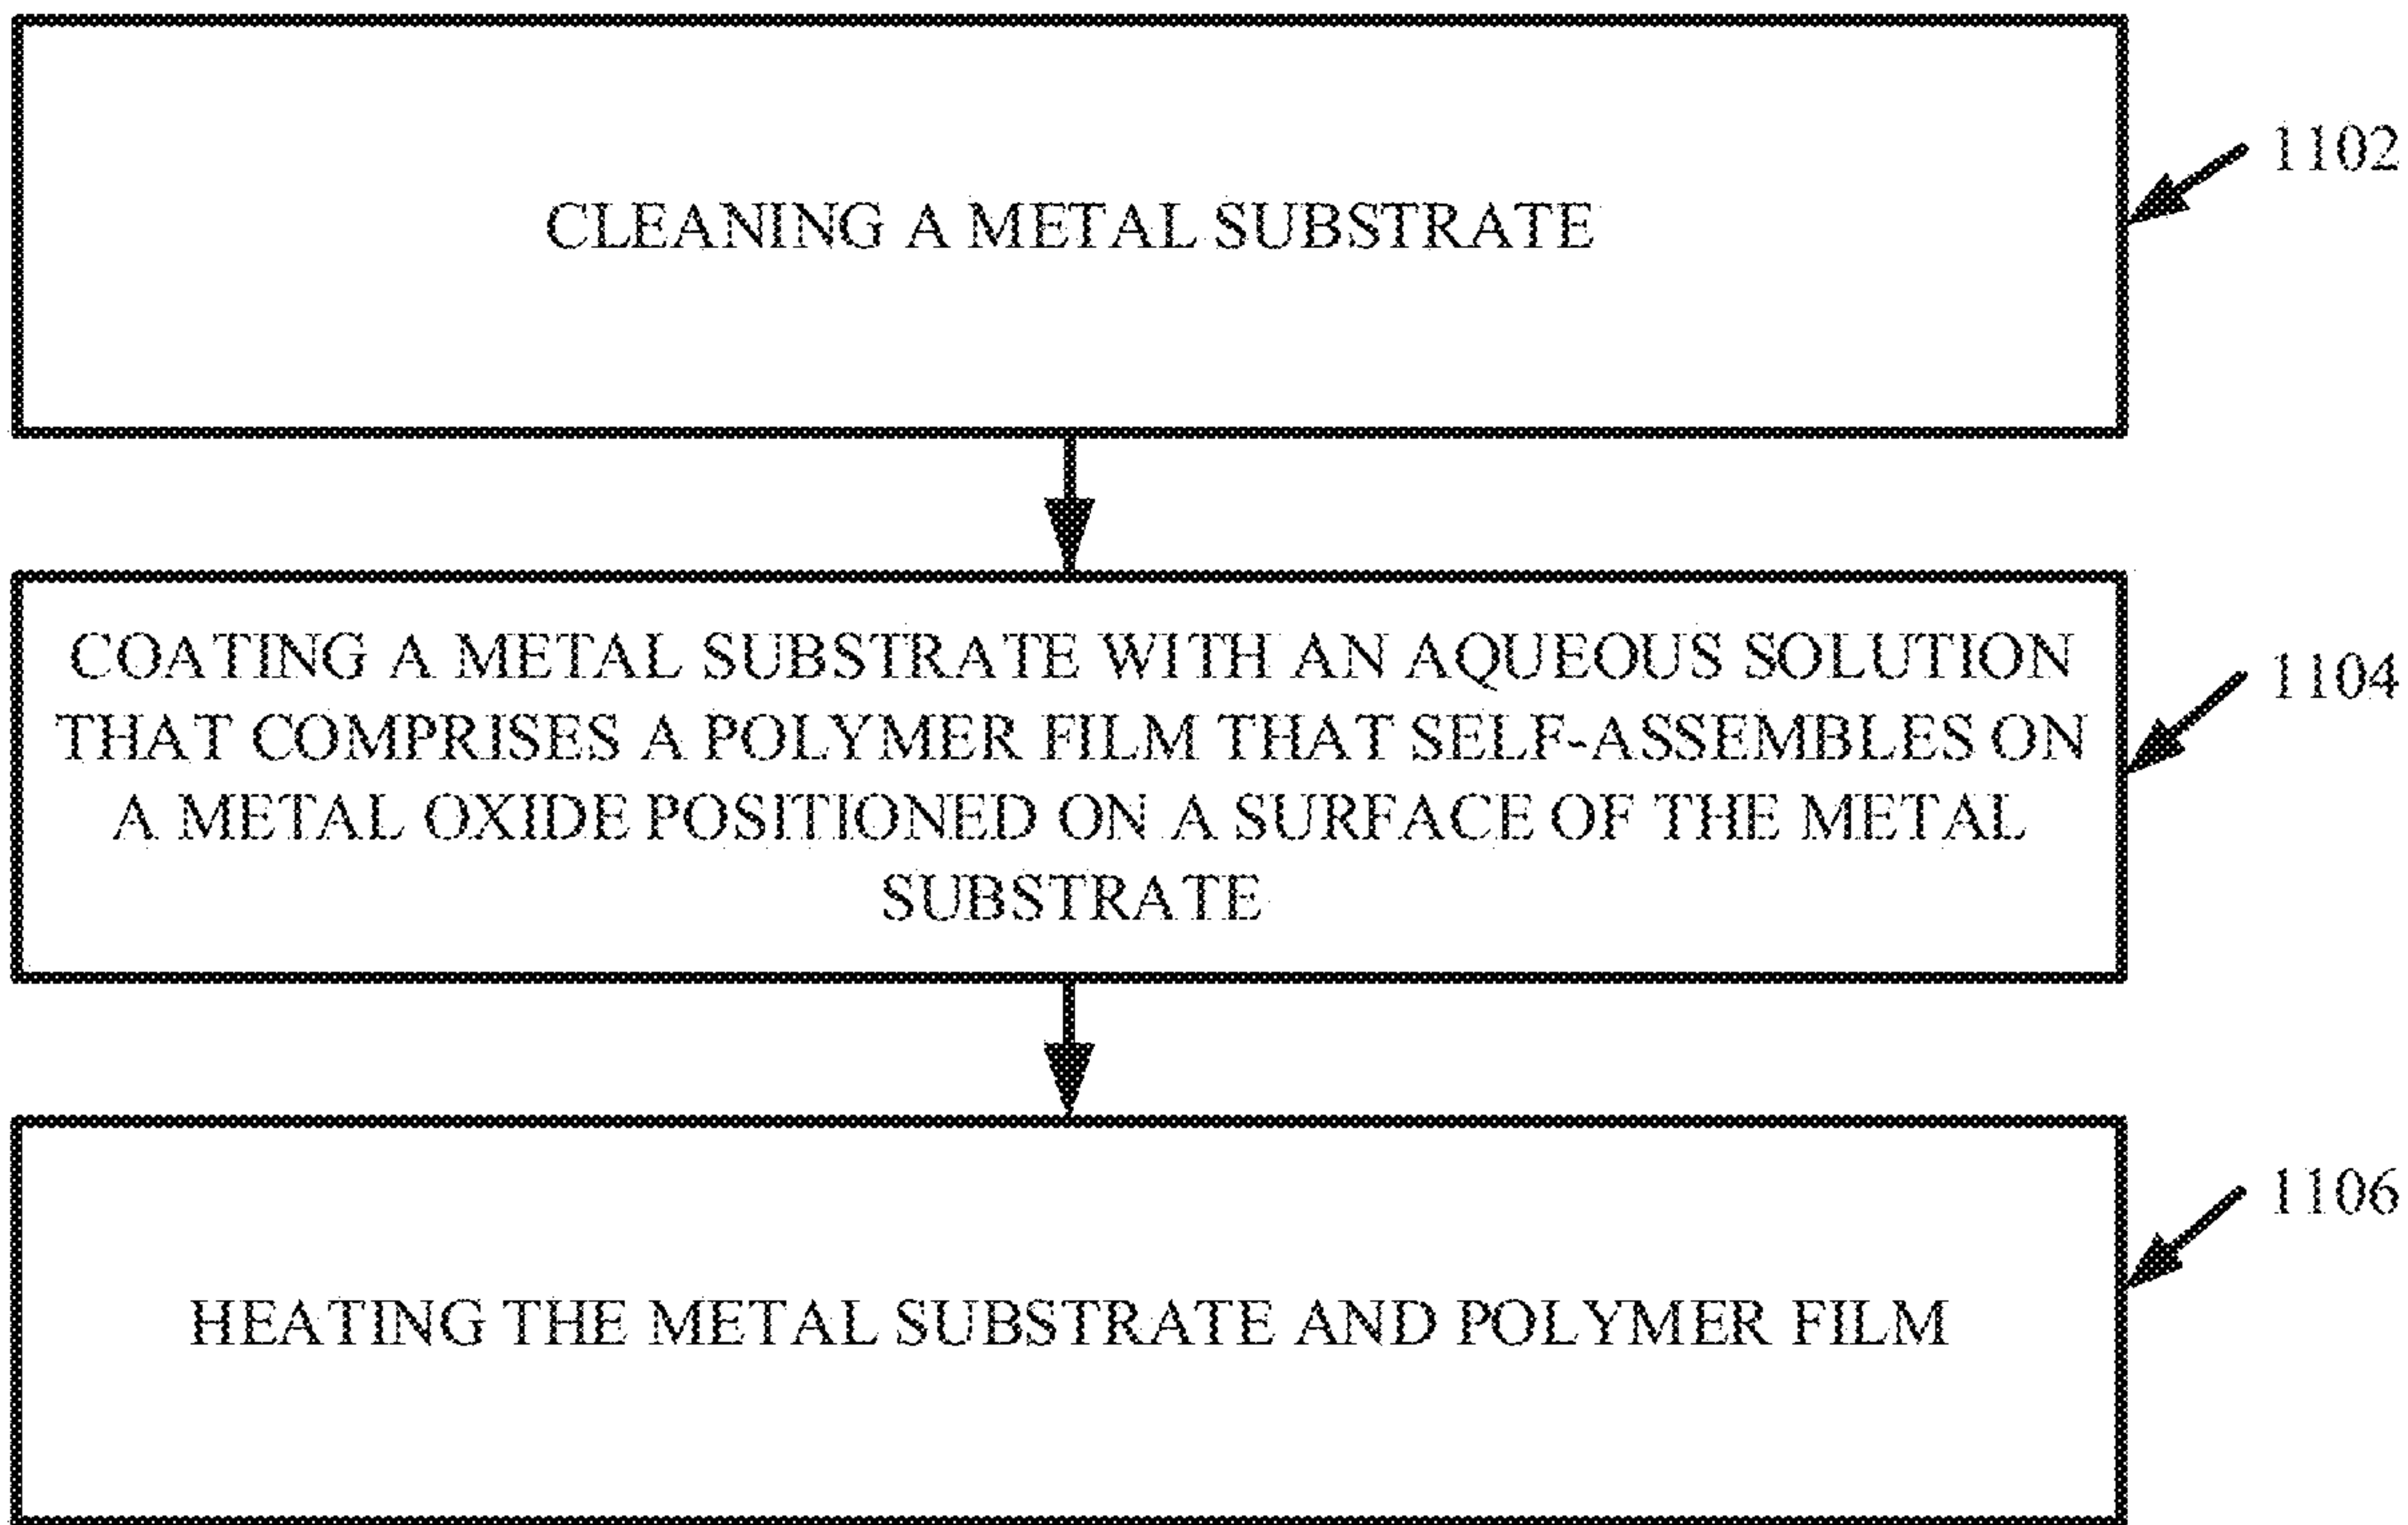 CLEANING A METAL SUBSTRATE
1102
COATING A METAL SUBSTRATE WITH AN AQUEOUS SOLUTION
THAT COMPRISES A POLYMER FILM THAT SELF-ASSEMBLES ON
A METAL OXIDE POSITIONED ON A SURFACE OF THE METAL
SUBSTRATE
1104
HEATING THE METAL SUBSTRATE AND POLYMER FILM
1106